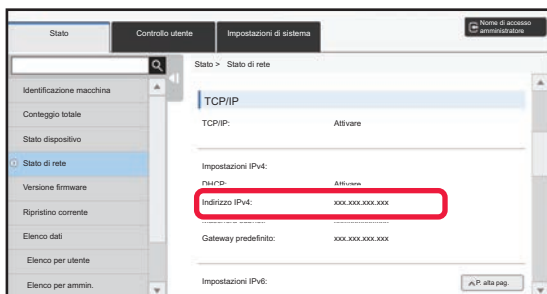 Stato
Controllo utente
Impostazioni di sistema
Nome di accesso
amministratore
Stato > Stato di rete
Identificazione macchina
Conteggio totale
Stato dispositivo
Stato di rete
Versione firmware
Ripristino corrente
Elenco dati
Elenco per utente
Elenco per ammin.
TCP/IP
TCP/IP: Attivare
Impostazioni IPv4:
DHCP: Attivare
Indirizzo IPv4: xxx.xxx.xxx.xxx
Gateway predefinito: xxx.xxx.xxx.xxx
Impostazioni IPv6:
P. alta pag.